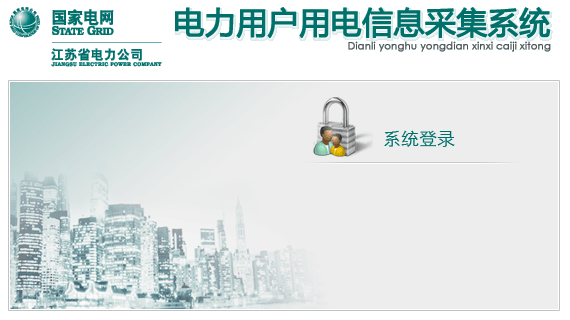 国家电网
STATE GRID
江苏省电力公司
JIANGSU ELECTRIC POWER COMPANY
电力用户用电信息采集系统
Dianli yonghu yongdian xinxi caiji xitong
系统登录